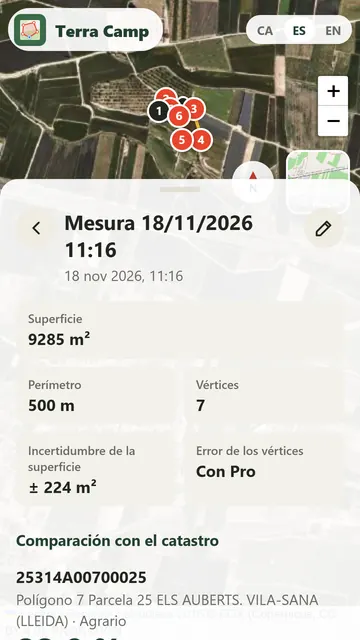 Terra Camp
CA ES EN
+
−
1 3
6
5 4
N
Mesura 18/11/2026
11:16
18 nov 2026, 11:16
Superficie
9285 m²
Perímetro
500 m
Vértices
7
Incertidumbre de la
superficie
± 224 m²
Error de los vértices
Con Pro
Comparación con el catastro
25314A00700025
Polígono 7 Parcela 25 ELS AUBERTS. VILA-SANA
(LLEIDA) · Agrario